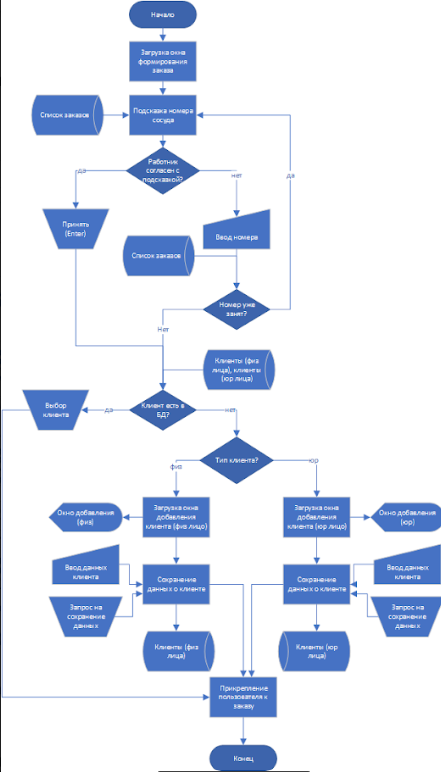 Начало
Загрузка окна
формирования
заказа
Список заказов
Подсказка номера
сосуда
Работник
согласен с
подсказкой?
да
нет
да
Принять
(Enter)
Ввод номера
Список заказов
Номер уже
занят?
Нет
Клиенты (физ
лица), клиенты
(юр лица)
Выбор
клиента
да
Клиент есть в
БД?
нет
Тип клиента?
физ
юр
Окно добавления
(физ)
Загрузка окна
добавления
клиента (физ лицо)
Загрузка окна
добавления
клиента (юр лицо)
Окно добавления
(юр)
Ввод данных
клиента
Сохранение
данных о клиенте
Сохранение
данных о клиенте
Ввод данных
клиента
Запрос на
сохранение
данных
Запрос на
сохранение
данных
Клиенты (физ
лица)
Клиенты (юр
лица)
Прикрепление
пользователя к
заказу
Конец